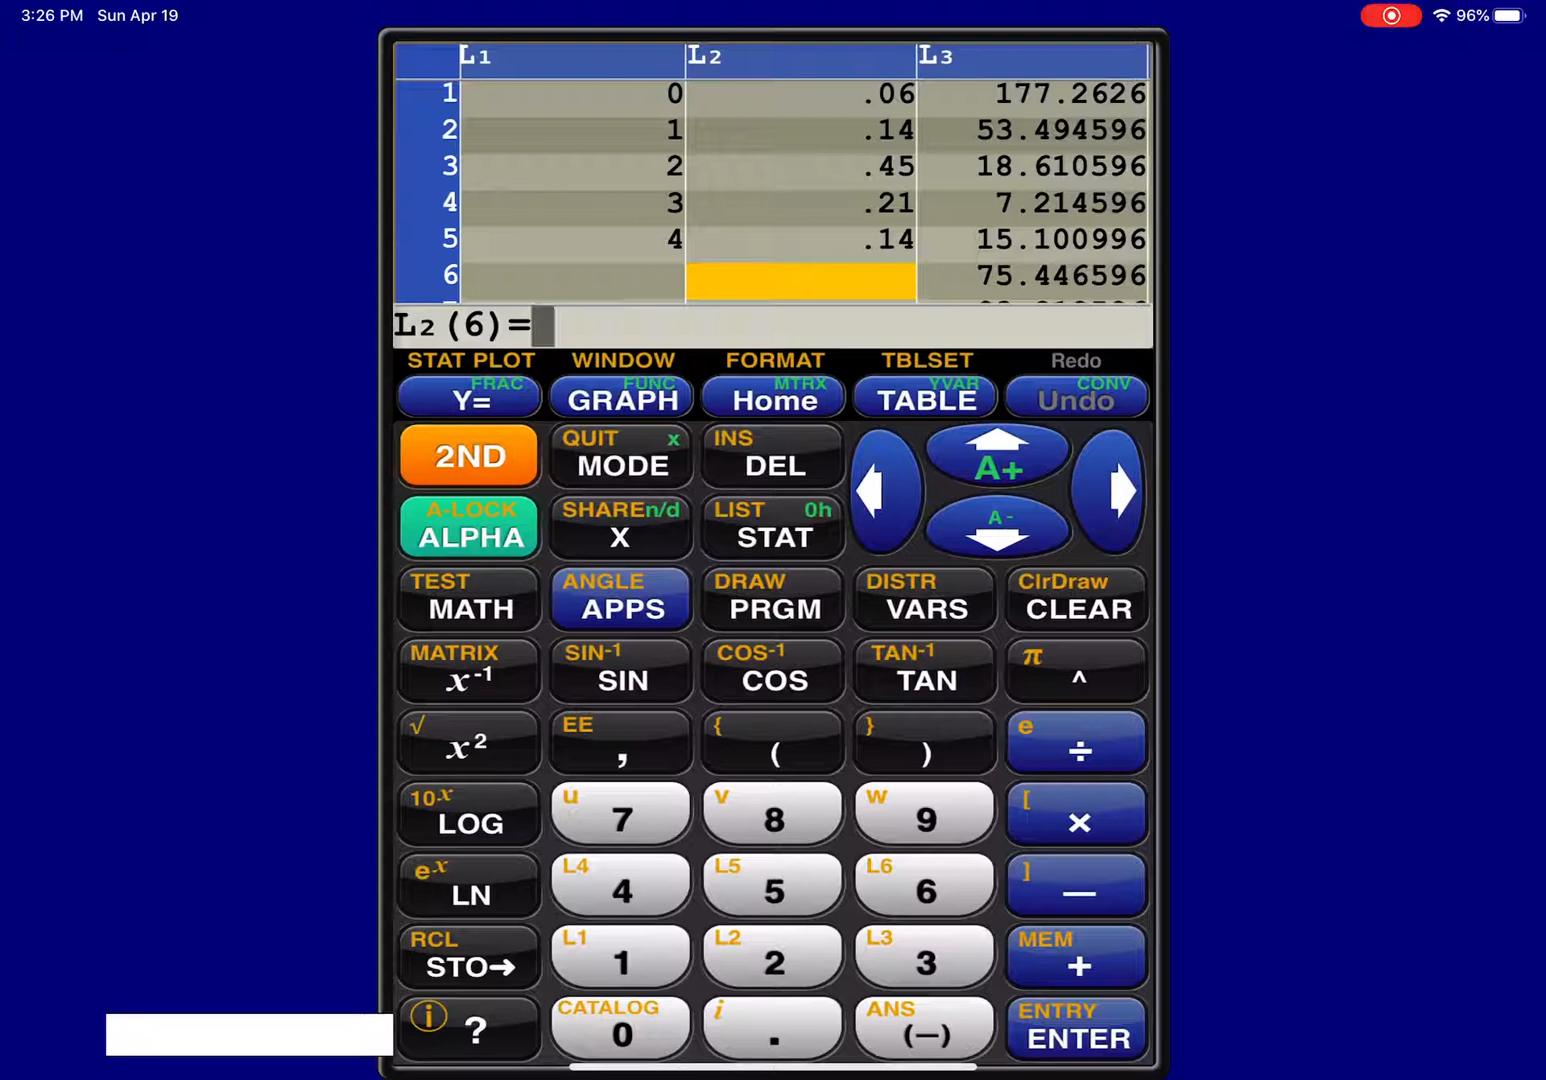 3:26 PM Sun Apr 19
96%
L1 L2 L3
1 0 .06 177.2626
2 1 .14 53.494596
3 2 .45 18.610596
4 3 .21 7.214596
5 4 .14 15.100996
6 75.446596
L2(6)=
STAT PLOT WINDOW FORMAT TBLSET Redo
FRAC FUNC MTRX YVAR CONV
Y= GRAPH Home TABLE Undo
QUIT x INS
2ND MODE DEL A+
A-LOCK SHARE n/d LIST 0h A-
ALPHA X STAT
TEST ANGLE DRAW DISTR ClrDraw
MATH APPS PRGM VARS CLEAR
MATRIX SIN-1 COS-1 TAN-1 π
x-1 SIN COS TAN ^
√ EE { } e
x2 , ( ) ÷
10x u v w [
LOG 7 8 9 ×
ex L4 L5 L6 ]
LN 4 5 6 —
RCL L1 L2 L3 MEM
STO➔ 1 2 3 +
i CATALOG i ANS ENTRY
? 0 . (—) ENTER